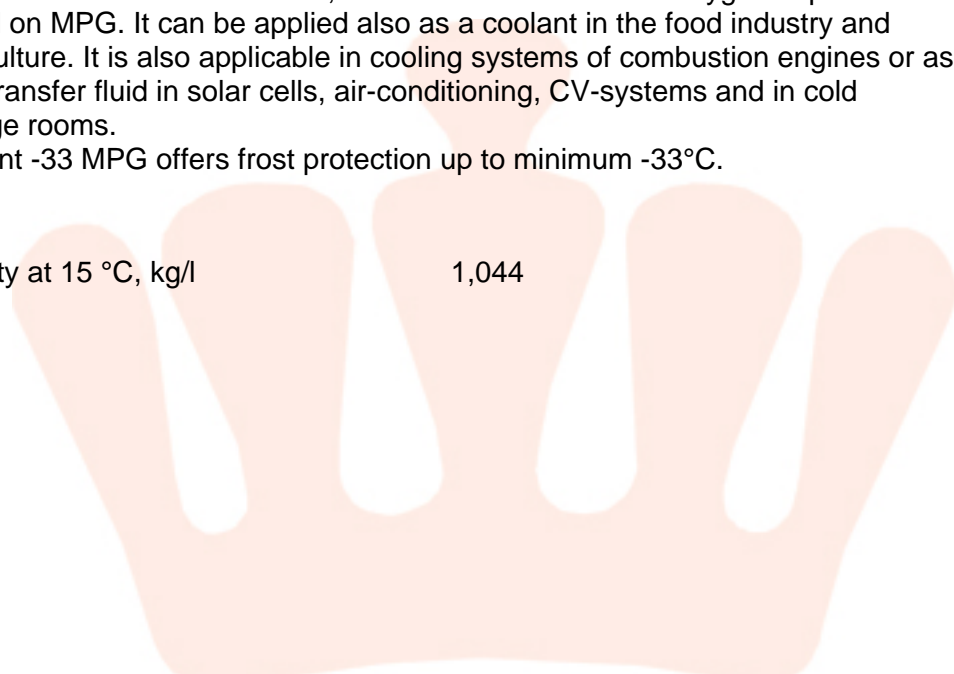 on MPG. It can be applied also as a coolant in the food industry and
ulture. It is also applicable in cooling systems of combustion engines or as
ransfer fluid in solar cells, air-conditioning, CV-systems and in cold
ge rooms.
nt -33 MPG offers frost protection up to minimum -33°C.
ty at 15 °C, kg/l 1,044